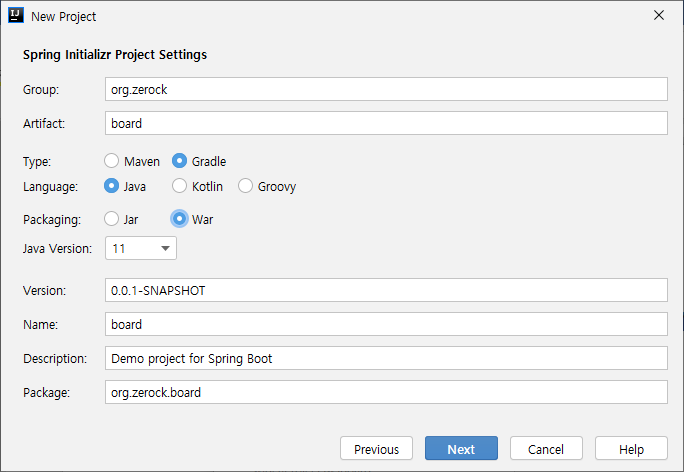 IJ New Project
Spring Initializr Project Settings
Group: org.zerock
Artifact: board
Type: Maven Gradle
Language: Java Kotlin Groovy
Packaging: Jar War
Java Version: 11
Version: 0.0.1-SNAPSHOT
Name: board
Description: Demo project for Spring Boot
Package: org.zerock.board
Previous Next Cancel Help